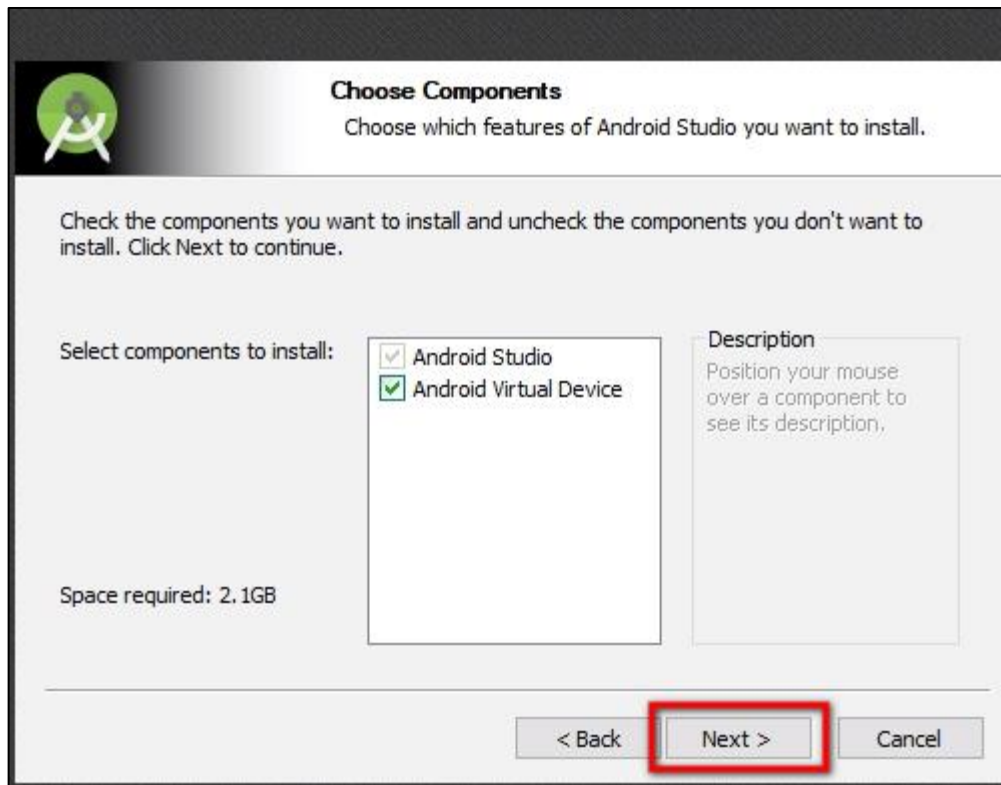 Choose Components
Choose which features of Android Studio you want to install.
Check the components you want to install and uncheck the components you don't want to
install. Click Next to continue.
Select components to install:
Android Studio
Android Virtual Device
Description
Position your mouse
over a component to
see its description.
Space required: 2.1GB
< Back
Next >
Cancel